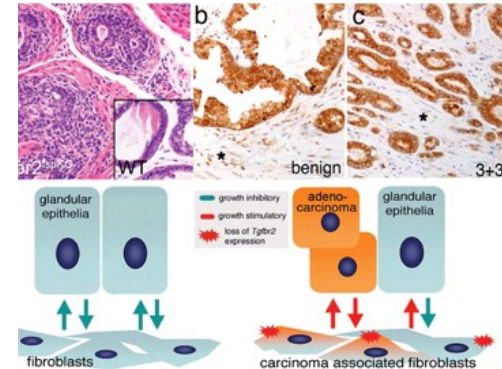 b
c
WT
benign
3+3
glandular
epithelia
growth inhibitory
growth stimulatory
loss of Tgfbr2
expression
adeno-
carcinoma
glandular
epithelia
fibroblasts
carcinoma associated fibroblasts